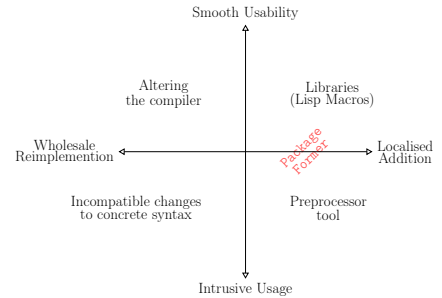 Smooth Usability
Altering
the compiler
Libraries
(Lisp Macros)
Wholesale
Reimplemention
Package
Former
Localised
Addition
Incompatible changes
to concrete syntax
Preprocessor
tool
Intrusive Usage